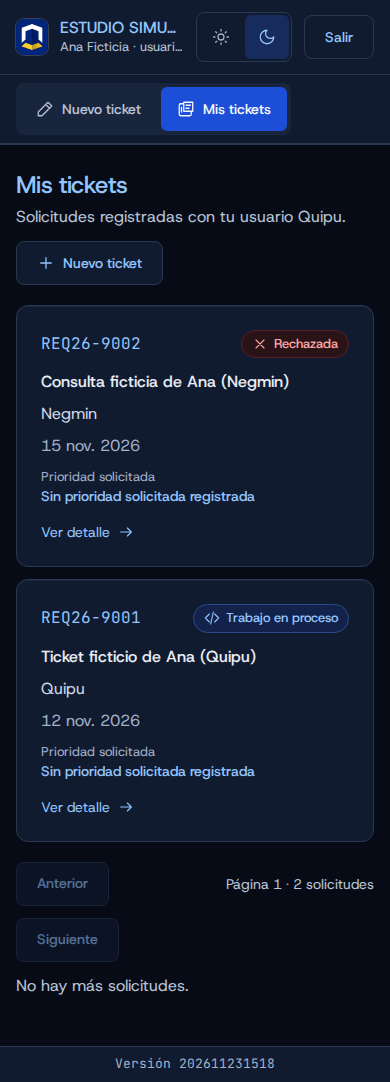 ESTUDIO SIMU...
Ana Ficticia · usuari...
Salir
Nuevo ticket
Mis tickets
Mis tickets
Solicitudes registradas con tu usuario Quipu.
Nuevo ticket
REQ26-9002
Rechazada
Consulta ficticia de Ana (Negmin)
Negmin
15 nov. 2026
Prioridad solicitada
Sin prioridad solicitada registrada
Ver detalle →
REQ26-9001
Trabajo en proceso
Ticket ficticio de Ana (Quipu)
Quipu
12 nov. 2026
Prioridad solicitada
Sin prioridad solicitada registrada
Ver detalle →
Anterior
Página 1 · 2 solicitudes
Siguiente
No hay más solicitudes.
Versión 202611231518